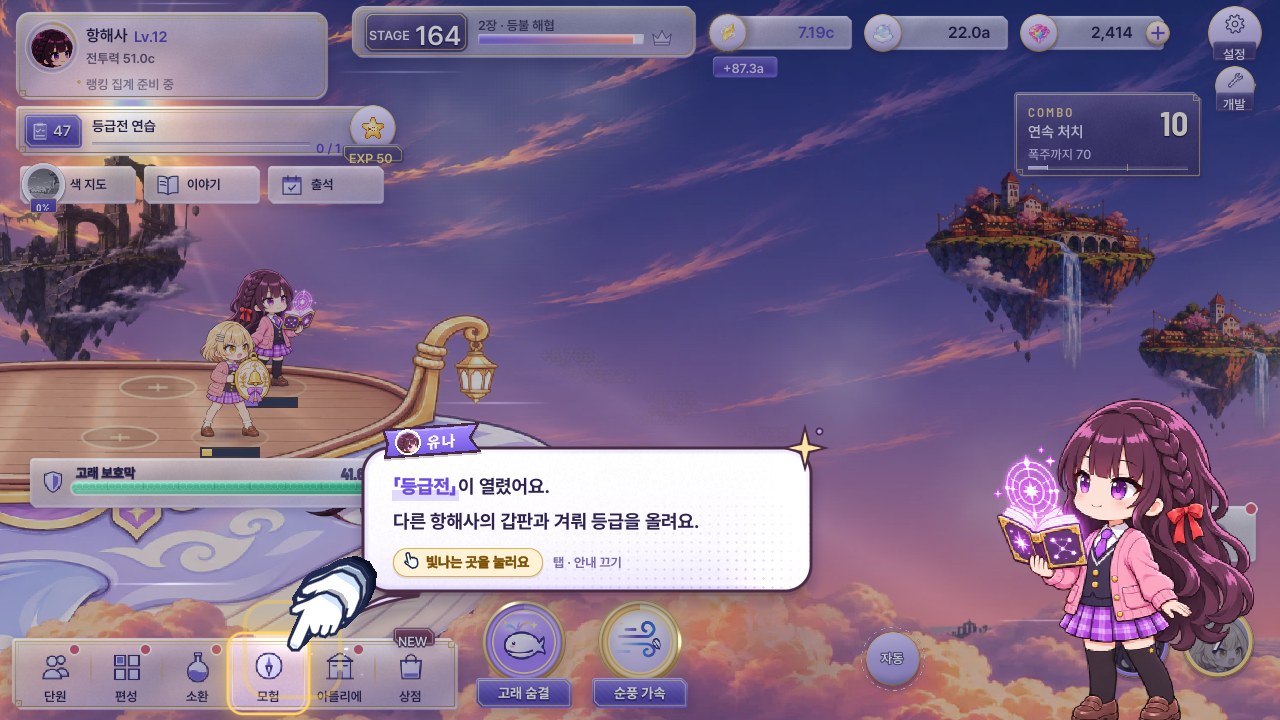 항해사 Lv.12
전투력 51.0c
* 랭킹 집계 준비 중
STAGE 164
2장 · 등불 해협
7.19c
+87.3a
22.0a
2,414
설정
개발
47
등급전 연습
0 / 1
EXP 50
색 지도
0%
이야기
출석
COMBO
연속 처치
10
폭주까지 70
고래 보호막
유나
「등급전」이 열렸어요.
다른 항해사의 갑판과 겨뤄 등급을 올려요.
빛나는 곳을 눌러요
탭 · 안내 끄기
단원
편성
소환
모험
아틀리에
NEW
상점
고래 숨결
순풍 가속
자동